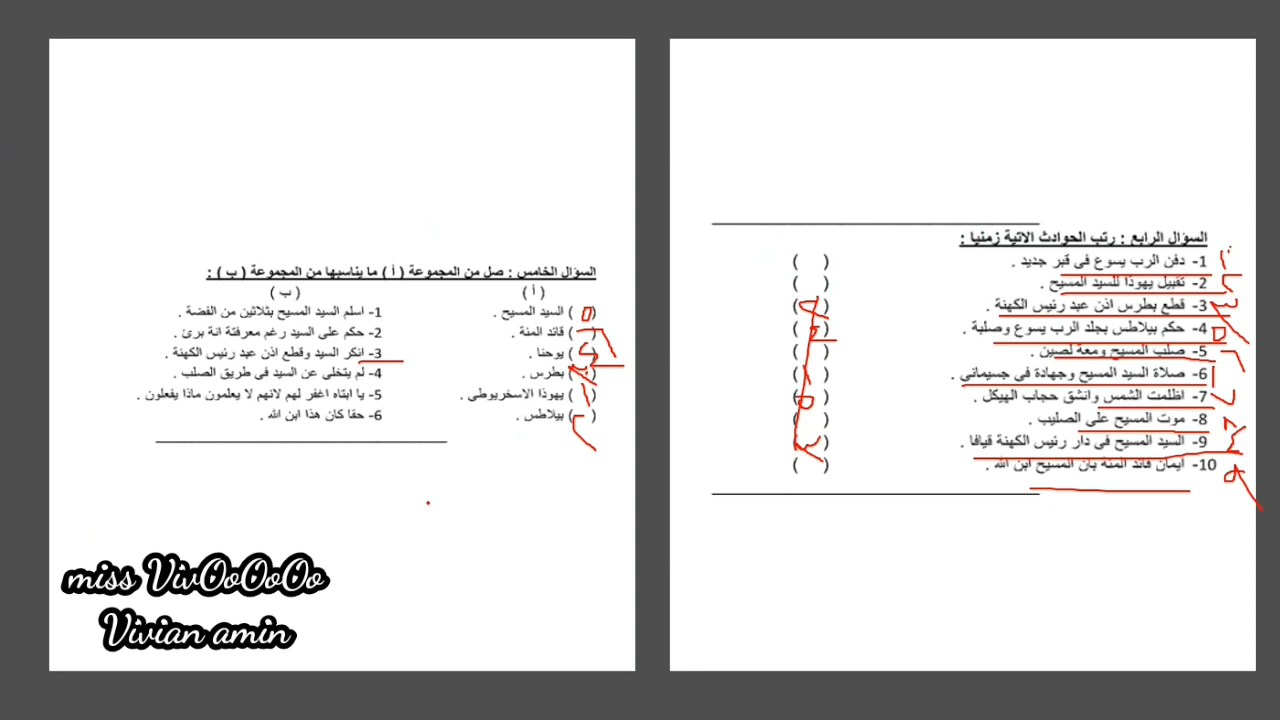 السؤال الرابع : رتب الحوادث الاتية زمنيا :
1- دفن الرب يسوع فى قبر جديد . ( )
2- تقبيل يهوذا للسيد المسيح . ( )
3- قطع بطرس اذن عبد رئيس الكهنة . ( )
4- حكم بيلاطس بجلد الرب يسوع وصلبة . ( )
5- صلب المسيح ومعة لصين . ( )
6- صلاة السيد المسيح وجهادة فى جسيمانى . ( )
7- اظلمت الشمس وانشق حجاب الهيكل . ( )
8- موت المسيح على الصليب . ( )
9- السيد المسيح فى دار رئيس الكهنة قيافا . ( )
10- ايمان قائد المئة بان المسيح ابن الله . ( )
السؤال الخامس : صل من المجموعة ( أ ) ما يناسبها من المجموعة ( ب ) :
( أ ) ( ب )
( ٥ ) السيد المسيح . 1- اسلم السيد المسيح بثلاثين من الفضة .
( ٦ ) قائد المئة . 2- حكم على السيد رغم معرفتة انة برئ .
( ٤ ) يوحنا . 3- انكر السيد وقطع اذن عبد رئيس الكهنة .
( ٣ ) بطرس . 4- لم يتخلى عن السيد فى طريق الصلب .
( ١ ) يهوذا الاسخريوطى . 5- يا ابتاه اغفر لهم لانهم لا يعلمون ماذا يفعلون .
( ٢ ) بيلاطس . 6- حقا كان هذا ابن الله .
miss VivOoOoOo
Vivian amin